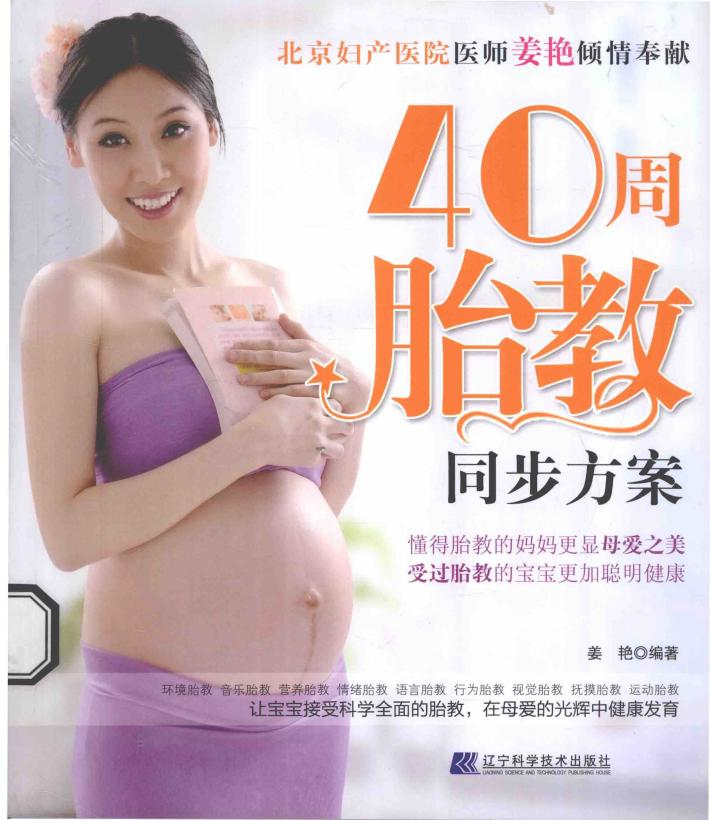 北京妇产医院医师姜艳倾情奉献
40周
胎教
同步方案
懂得胎教的妈妈更显母爱之美
受过胎教的宝宝更加聪明健康
姜 艳◎编著
环境胎教 音乐胎教 营养胎教 情绪胎教 语言胎教 行为胎教 视觉胎教 抚摸胎教 运动胎教
让宝宝接受科学全面的胎教，在母爱的光辉中健康发育
辽宁科学技术出版社
LIAONING SCIENCE AND TECHNOLOGY PUBLISHING HOUSE